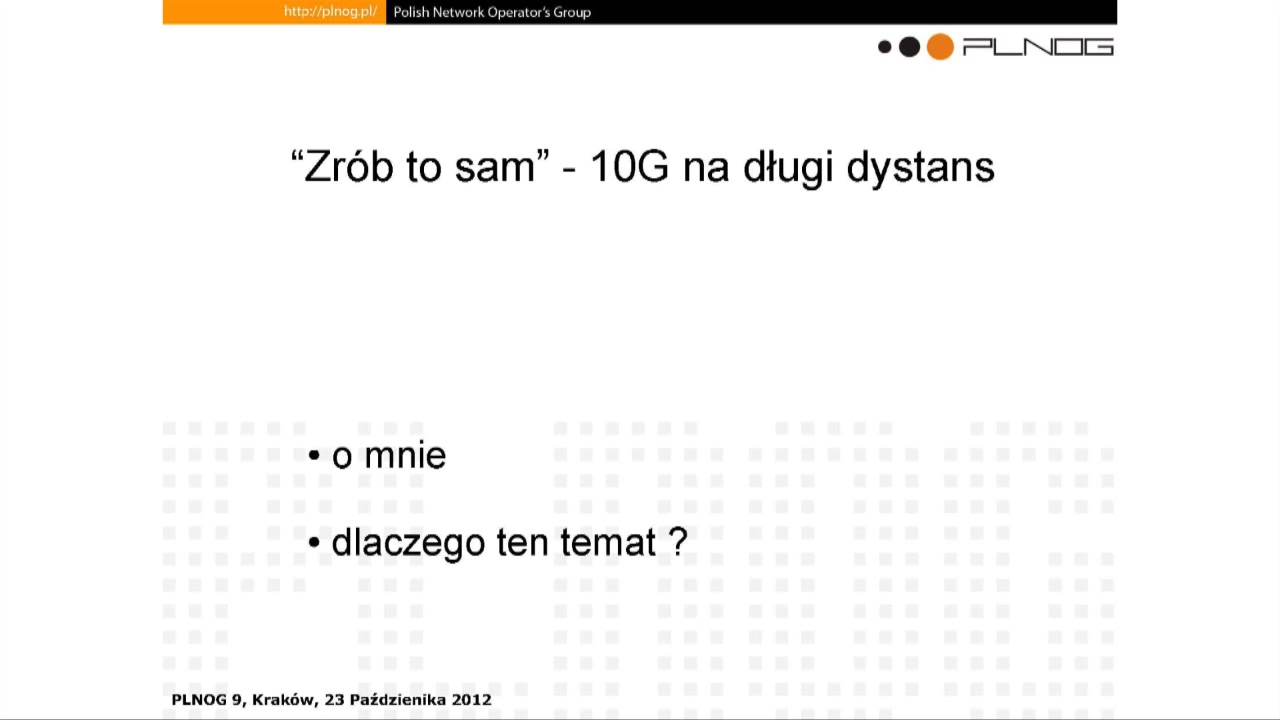 http://plnog.pl/ Polish Network Operator's Group
PLNOG
“Zrób to sam” - 10G na długi dystans
• o mnie
• dlaczego ten temat ?
PLNOG 9, Kraków, 23 Paździenika 2012